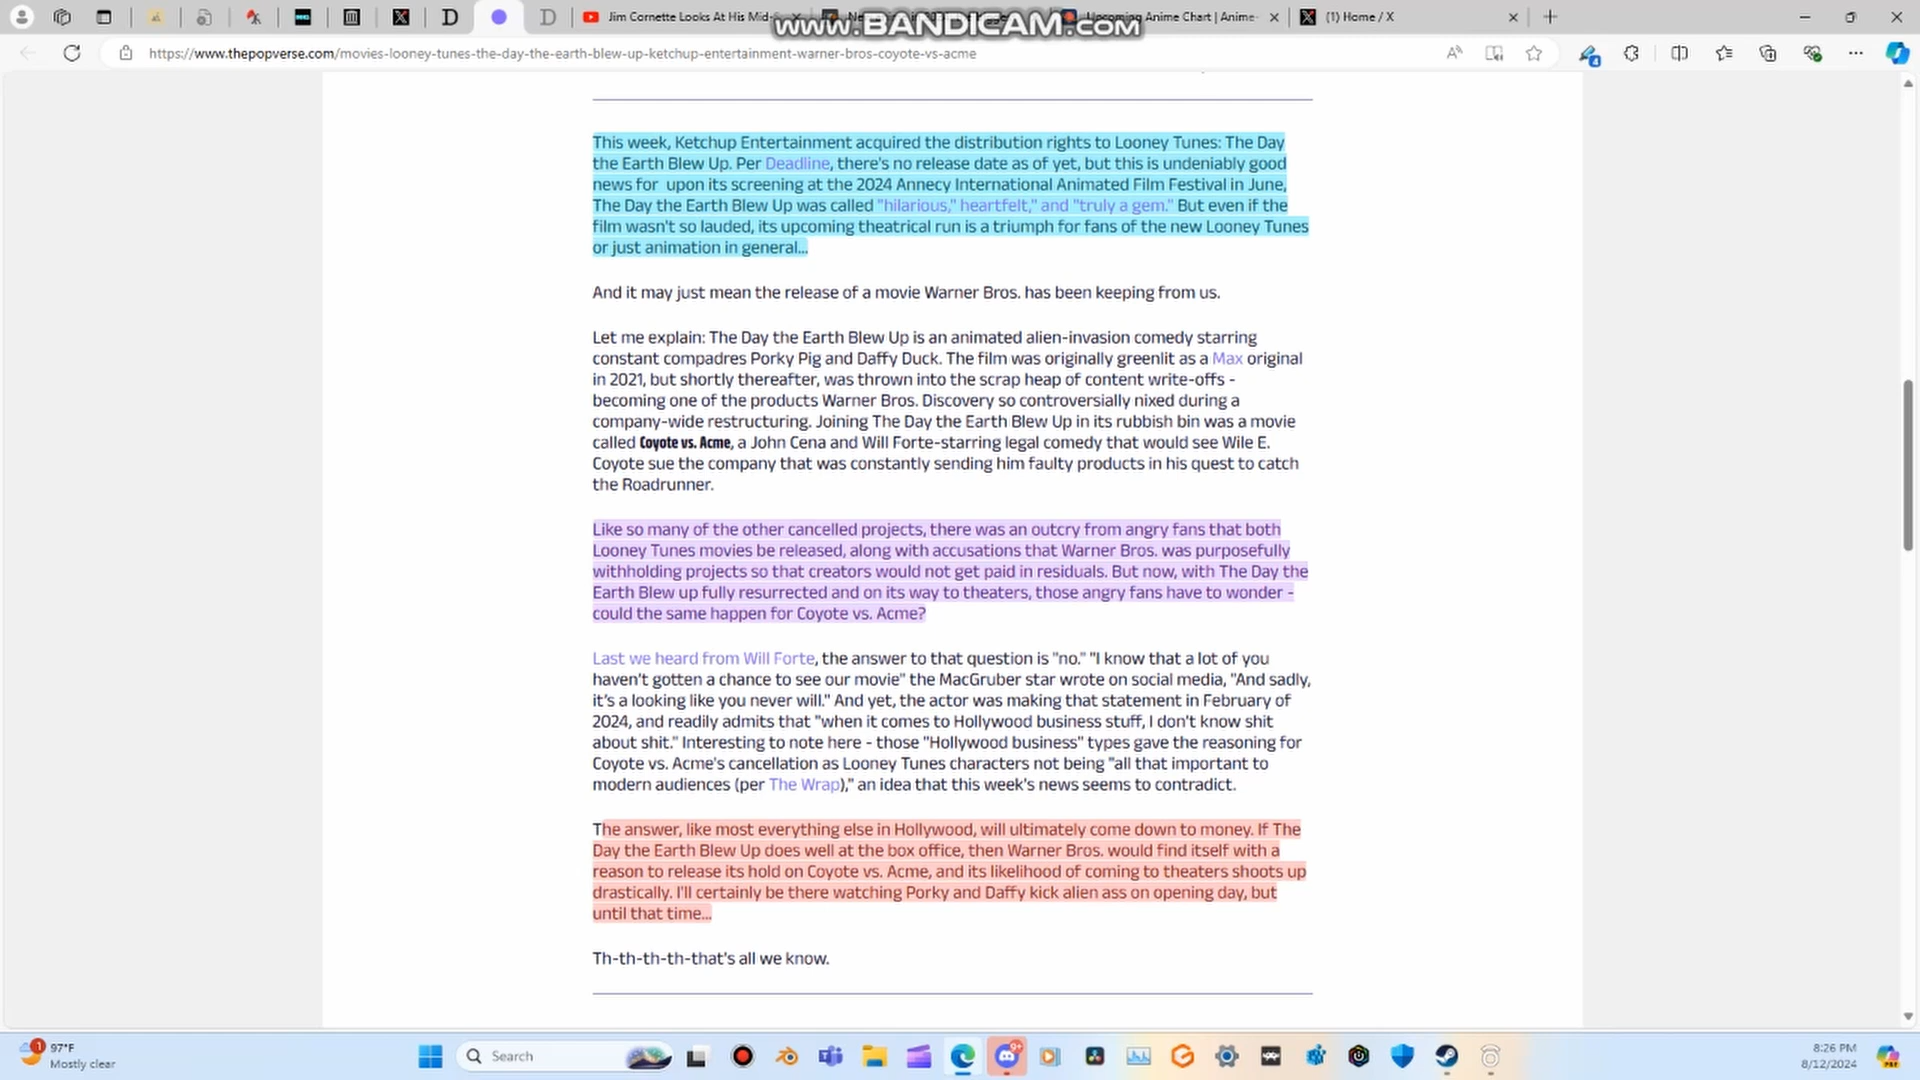 Jim Cornette Looks At His Mid-S
Upcoming Anime Chart | Anime-
(1) Home / X
www.BANDICAM.com
https://www.thepopverse.com/movies-looney-tunes-the-day-the-earth-blew-up-ketchup-entertainment-warner-bros-coyote-vs-acme
This week, Ketchup Entertainment acquired the distribution rights to Looney Tunes: The Day
the Earth Blew Up. Per Deadline, there's no release date as of yet, but this is undeniably good
news for upon its screening at the 2024 Annecy International Animated Film Festival in June,
The Day the Earth Blew Up was called "hilarious," heartfelt," and "truly a gem." But even if the
film wasn't so lauded, its upcoming theatrical run is a triumph for fans of the new Looney Tunes
or just animation in general...
And it may just mean the release of a movie Warner Bros. has been keeping from us.
Let me explain: The Day the Earth Blew Up is an animated alien-invasion comedy starring
constant compadres Porky Pig and Daffy Duck. The film was originally greenlit as a Max original
in 2021, but shortly thereafter, was thrown into the scrap heap of content write-offs -
becoming one of the products Warner Bros. Discovery so controversially nixed during a
company-wide restructuring. Joining The Day the Earth Blew Up in its rubbish bin was a movie
called Coyote vs. Acme, a John Cena and Will Forte-starring legal comedy that would see Wile E.
Coyote sue the company that was constantly sending him faulty products in his quest to catch
the Roadrunner.
Like so many of the other cancelled projects, there was an outcry from angry fans that both
Looney Tunes movies be released, along with accusations that Warner Bros. was purposefully
withholding projects so that creators would not get paid in residuals. But now, with The Day the
Earth Blew up fully resurrected and on its way to theaters, those angry fans have to wonder -
could the same happen for Coyote vs. Acme?
Last we heard from Will Forte, the answer to that question is "no." "I know that a lot of you
haven't gotten a chance to see our movie" the MacGruber star wrote on social media, "And sadly,
it's a looking like you never will." And yet, the actor was making that statement in February of
2024, and readily admits that "when it comes to Hollywood business stuff, I don't know shit
about shit." Interesting to note here - those "Hollywood business" types gave the reasoning for
Coyote vs. Acme's cancellation as Looney Tunes characters not being "all that important to
modern audiences (per The Wrap)," an idea that this week's news seems to contradict.
The answer, like most everything else in Hollywood, will ultimately come down to money. If The
Day the Earth Blew Up does well at the box office, then Warner Bros. would find itself with a
reason to release its hold on Coyote vs. Acme, and its likelihood of coming to theaters shoots up
drastically. I'll certainly be there watching Porky and Daffy kick alien ass on opening day, but
until that time...
Th-th-th-th-that's all we know.
97°F
Mostly clear
Search
8:26 PM
8/12/2024